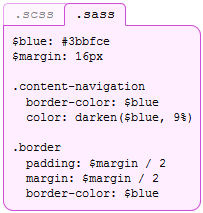 .scss .sass
$blue: #3bbfce
$margin: 16px

.content-navigation
  border-color: $blue
  color: darken($blue, 9%)

.border
  padding: $margin / 2
  margin: $margin / 2
  border-color: $blue